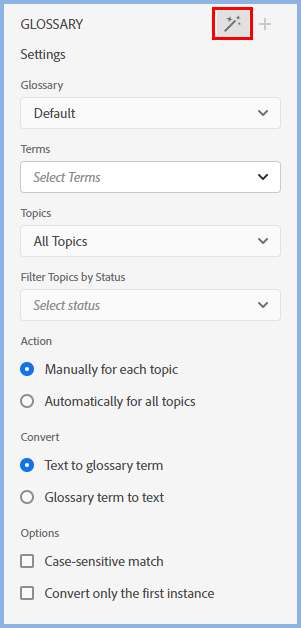 GLOSSARY
Settings
Glossary
Default
Terms
Select Terms
Topics
All Topics
Filter Topics by Status
Select status
Action
Manually for each topic
Automatically for all topics
Convert
Text to glossary term
Glossary term to text
Options
Case-sensitive match
Convert only the first instance